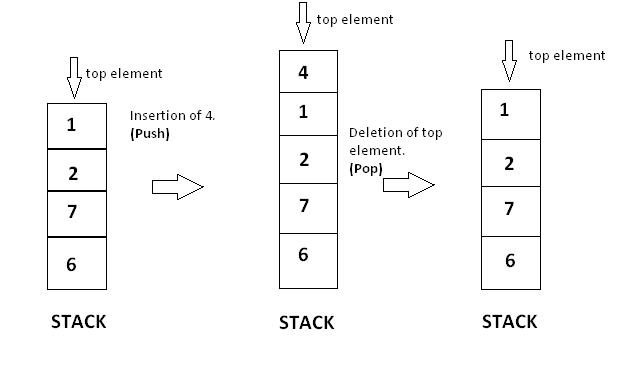 top element
1
2
7
6
STACK
Insertion of 4.
(Push)
top element
4
1
2
7
6
STACK
Deletion of top
element.
(Pop)
top element
1
2
7
6
STACK